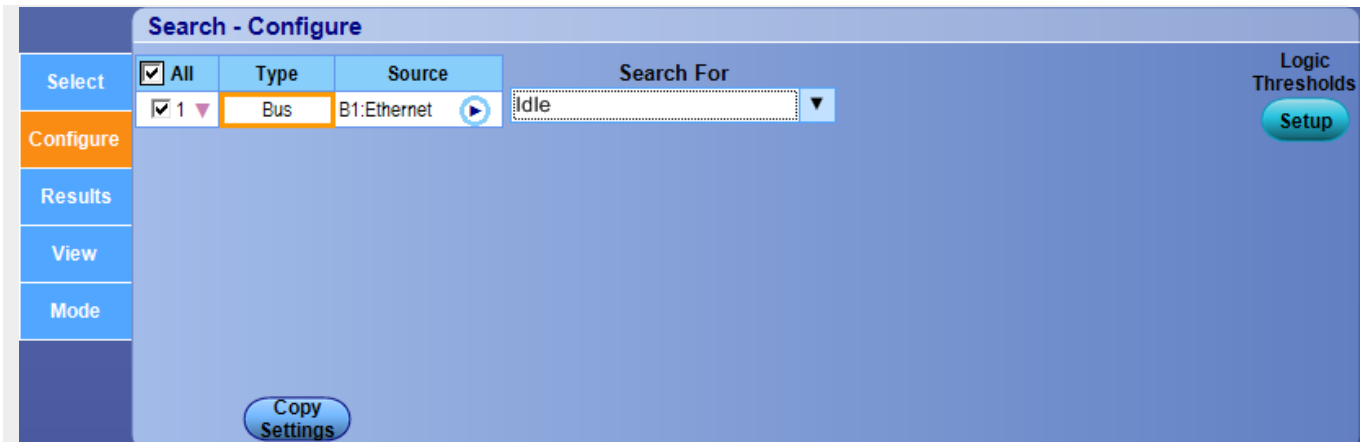 Search - Configure
Select
Configure
Results
View
Mode
All
Type
Source
1
Bus
B1:Ethernet
Search For
Idle
Logic
Thresholds
Setup
Copy
Settings